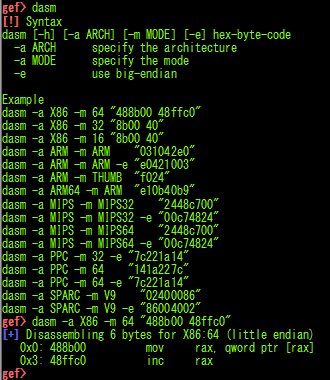 gef> dasm
[!] Syntax
dasm [-h] [-a ARCH] [-m MODE] [-e] hex-byte-code
  -a ARCH     specify the architecture
  -a MODE     specify the mode
  -e          use big-endian

Example
dasm -a X86 -m 64 "488b00 48ffc0"
dasm -a X86 -m 32 "8b00 40"
dasm -a X86 -m 16 "8b00 40"
dasm -a ARM -m ARM    "031042e0"
dasm -a ARM -m ARM -e "e0421003"
dasm -a ARM -m THUMB  "f024"
dasm -a ARM64 -m ARM  "e10b40b9"
dasm -a MIPS -m MIPS32    "2448c700"
dasm -a MIPS -m MIPS32 -e "00c74824"
dasm -a MIPS -m MIPS64    "2448c700"
dasm -a MIPS -m MIPS64 -e "00c74824"
dasm -a PPC -m 32 -e "7c221a14"
dasm -a PPC -m 64    "141a227c"
dasm -a PPC -m 64 -e "7c221a14"
dasm -a SPARC -m V9    "02400086"
dasm -a SPARC -m V9 -e "86004002"
gef> dasm -a X86 -m 64 "488b00 48ffc0"
[+] Disassembling 6 bytes for X86:64 (little endian)
   0x0: 488b00          mov     rax, qword ptr [rax]
   0x3: 48ffc0          inc     rax
gef>